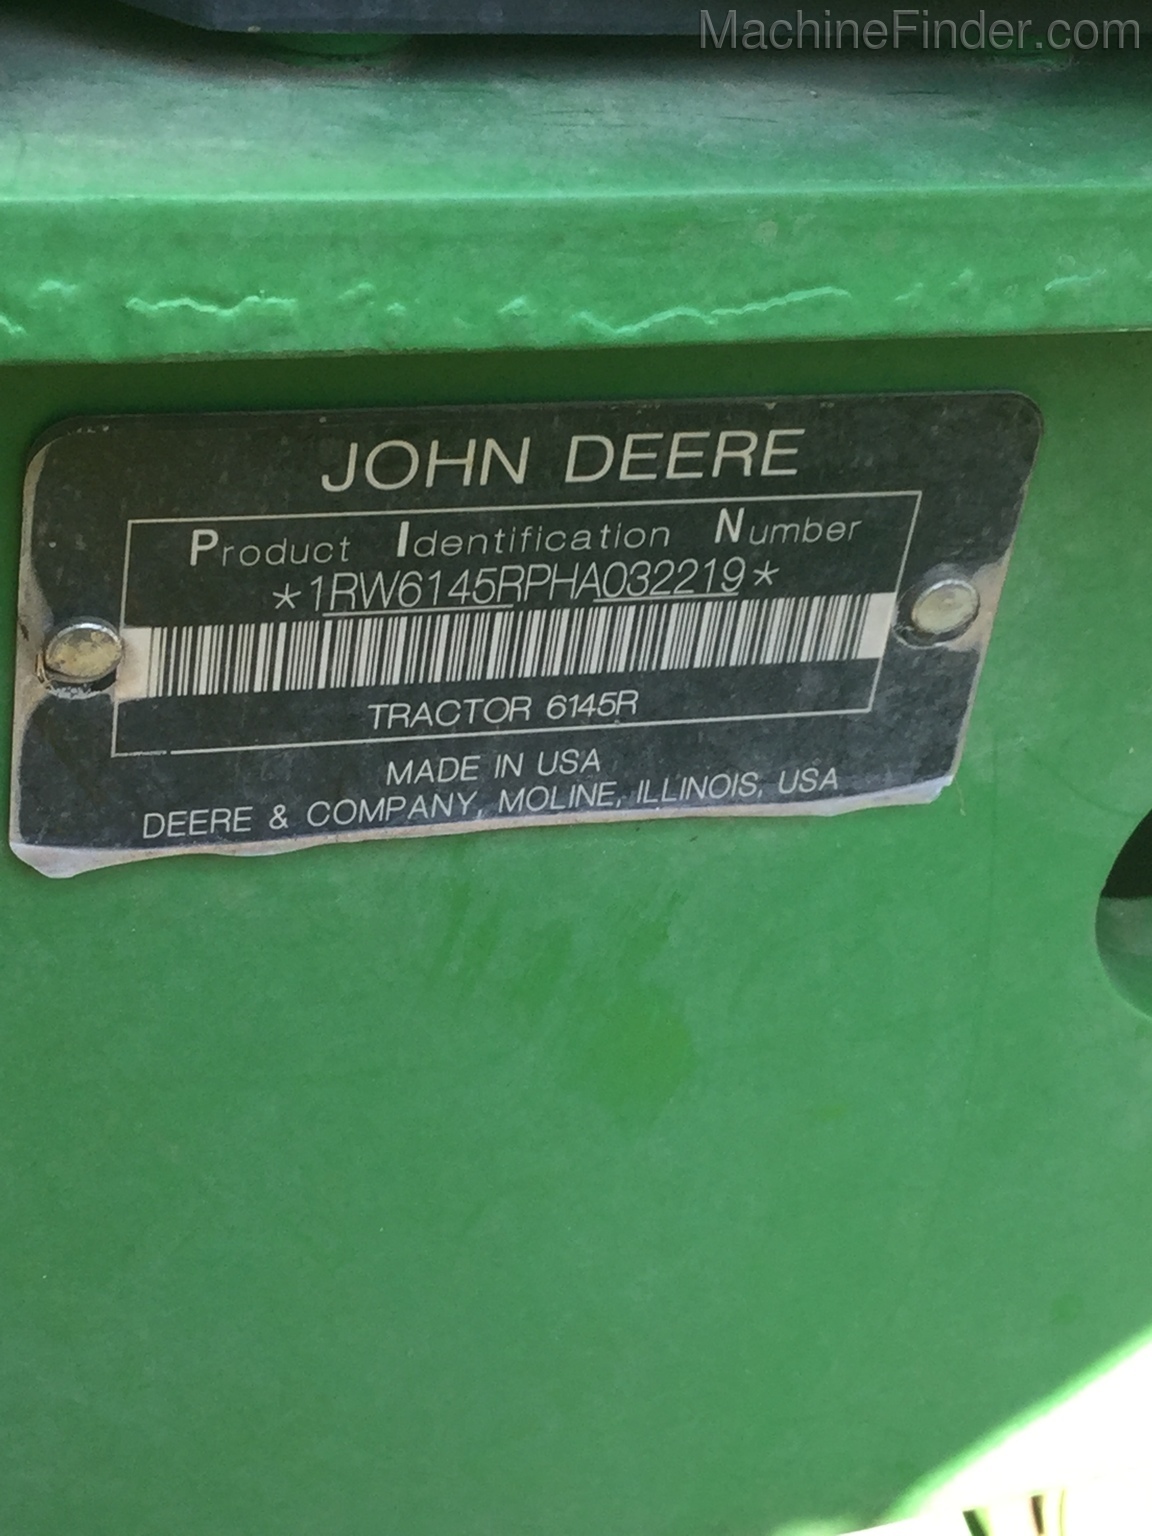 MachineFinder.com
JOHN DEERE
Product Identification Number
*1RW6145RPHA032219*
TRACTOR 6145R
MADE IN USA
DEERE & COMPANY, MOLINE, ILLINOIS, USA